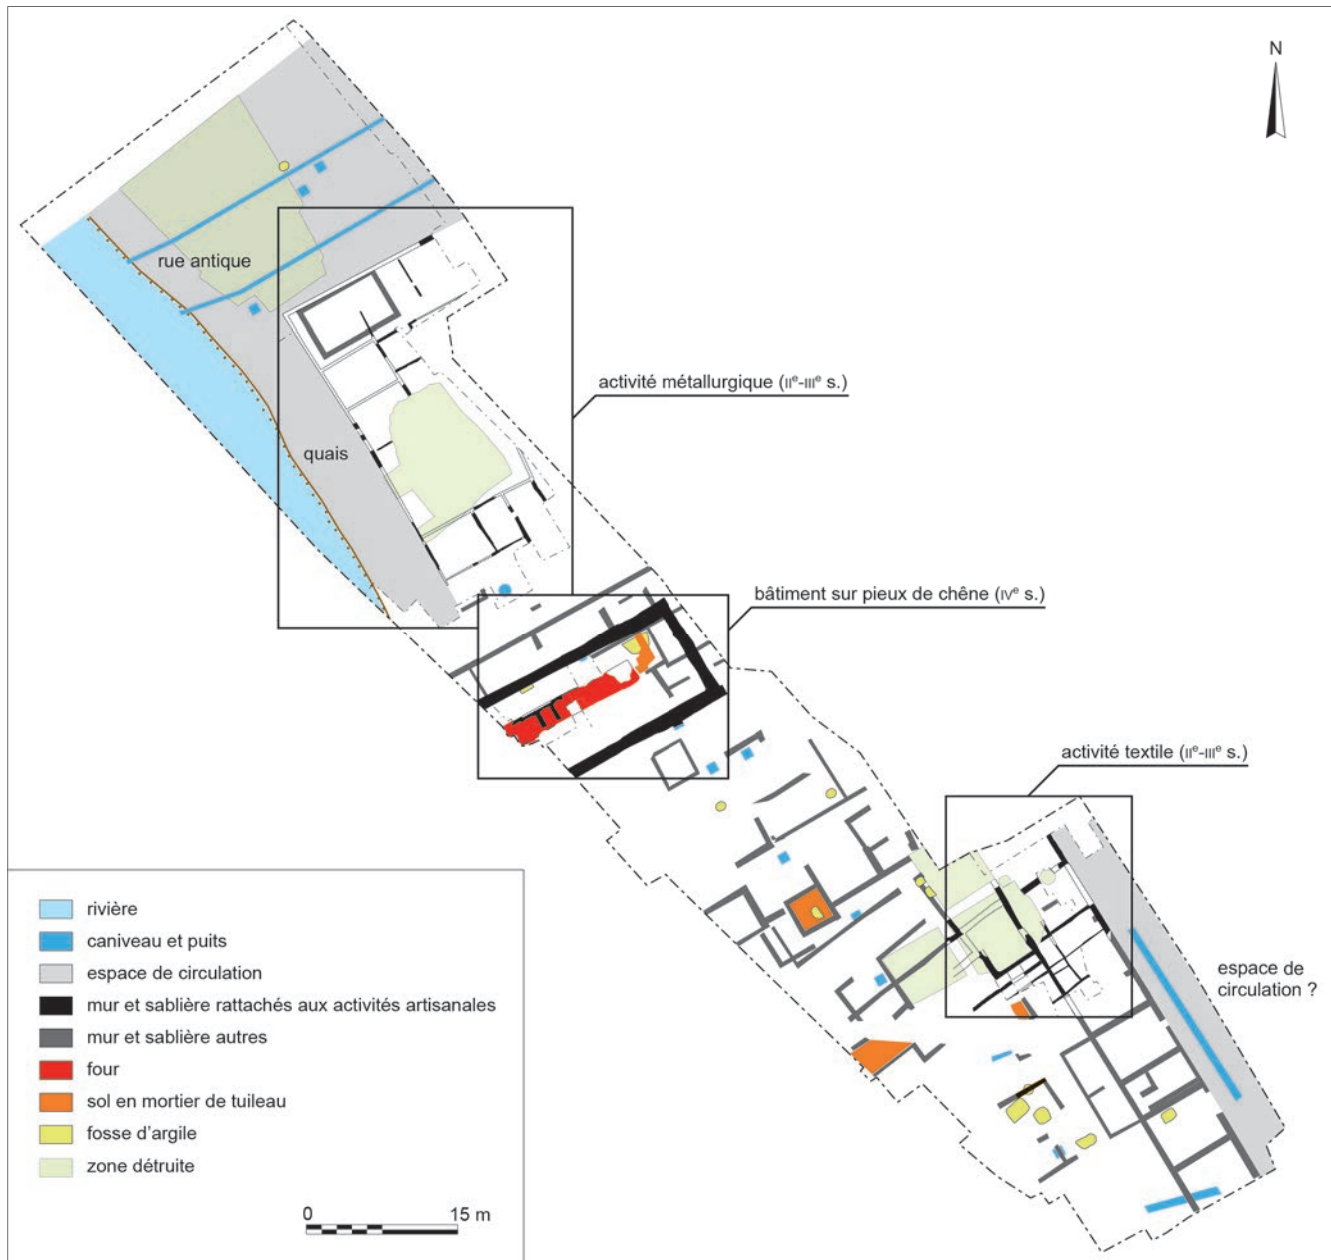 N
rue antique
activité métallurgique (IIᵉ-IIIᵉ s.)
quais
bâtiment sur pieux de chêne (IVᵉ s.)
activité textile (IIᵉ-IIIᵉ s.)
espace de
circulation ?
rivière
caniveau et puits
espace de circulation
mur et sablière rattachés aux activités artisanales
mur et sablière autres
four
sol en mortier de tuileau
fosse d'argile
zone détruite
0 15 m